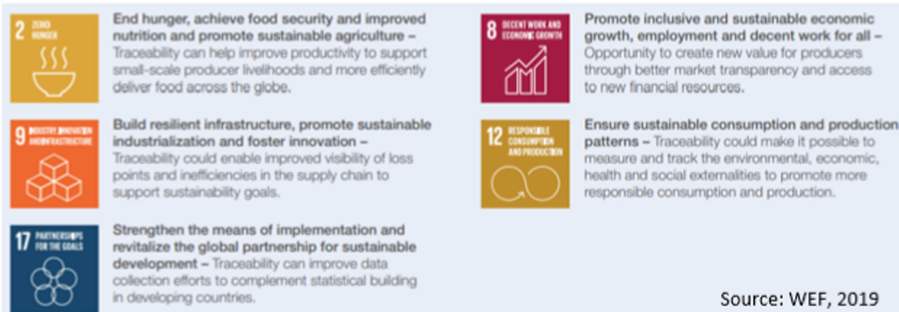 2 ZERO
HUNGER
End hunger, achieve food security and improved
nutrition and promote sustainable agriculture –
Traceability can help improve productivity to support
small-scale producer livelihoods and more efficiently
deliver food across the globe.
8 DECENT WORK AND
ECONOMIC GROWTH
Promote inclusive and sustainable economic
growth, employment and decent work for all –
Opportunity to create new value for producers
through better market transparency and access
to new financial resources.
9 INDUSTRY, INNOVATION
AND INFRASTRUCTURE
Build resilient infrastructure, promote sustainable
industrialization and foster innovation –
Traceability could enable improved visibility of loss
points and inefficiencies in the supply chain to
support sustainability goals.
12 RESPONSIBLE
CONSUMPTION
AND PRODUCTION
Ensure sustainable consumption and production
patterns – Traceability could make it possible to
measure and track the environmental, economic,
health and social externalities to promote more
responsible consumption and production.
17 PARTNERSHIPS
FOR THE GOALS
Strengthen the means of implementation and
revitalize the global partnership for sustainable
development – Traceability can improve data
collection efforts to complement statistical building
in developing countries.
Source: WEF, 2019